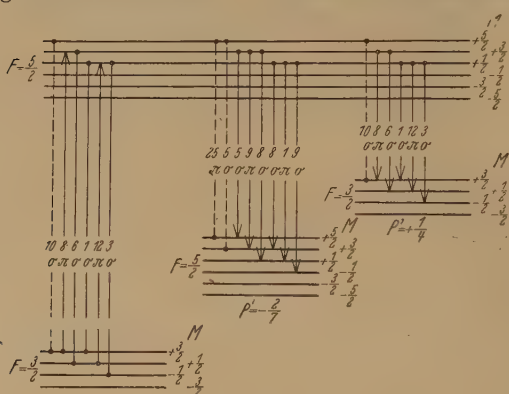 M
+5/2
+3/2
+1/2
-1/2
-3/2
-5/2
F=5/2
10 8 6 1 12 3
σ π σ σ π σ
25 5 5 9 8 8 1 9
π σ σ π σ σ π σ
10 8 6 1 12 3
σ π σ σ π σ
M
+3/2
+1/2
-1/2
-3/2
F=3/2
P'=+1/4
M
+5/2
+3/2
+1/2
-1/2
-3/2
-5/2
F=5/2
P'=-2/7
M
+3/2
+1/2
-1/2
-3/2
F=3/2